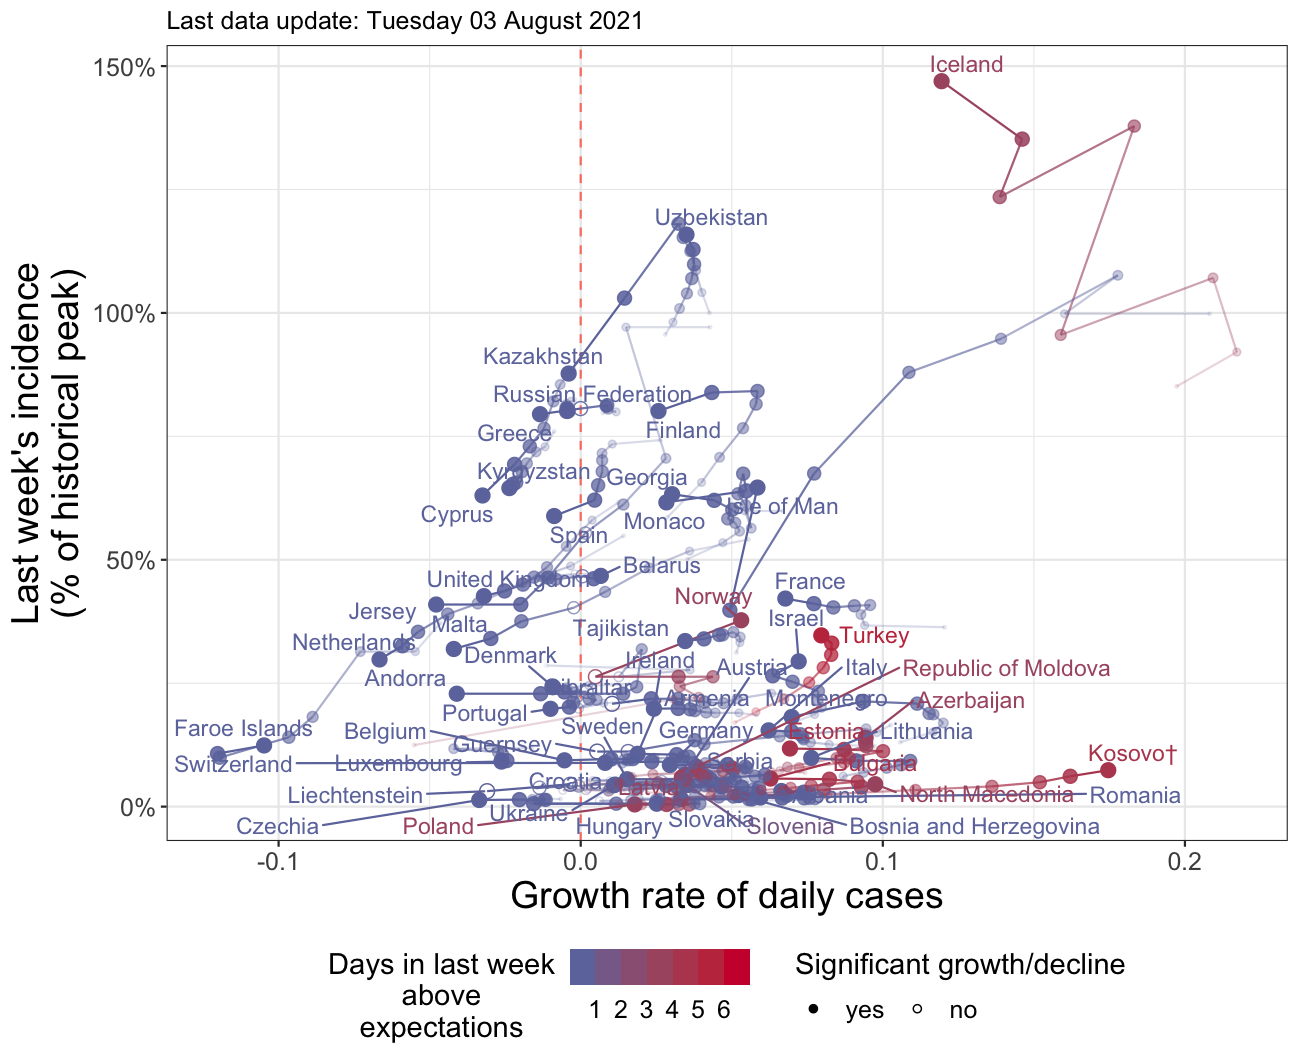 Last data update: Tuesday 03 August 2021
Last week's incidence
(% of historical peak)
150%
100%
50%
0%
Iceland
Uzbekistan
Kazakhstan
Russian Federation
Greece
Finland
Kyrgyzstan
Georgia
Cyprus
Monaco
Isle of Man
Spain
Belarus
United Kingdom
France
Jersey
Norway
Malta
Israel
Tajikistan
Turkey
Netherlands
Denmark
Ireland
Austria
Italy
Republic of Moldova
Andorra
Gibraltar
Armenia
Montenegro
Azerbaijan
Portugal
Faroe Islands
Belgium
Sweden
Germany
Estonia
Lithuania
Guernsey
Kosovo†
Switzerland
Luxembourg
Serbia
Bulgaria
Croatia
Latvia
Liechtenstein
North Macedonia
Romania
Ukraine
Czechia
Poland
Hungary
Slovakia
Slovenia
Bosnia and Herzegovina
-0.1
0.0
0.1
0.2
Growth rate of daily cases
Days in last week
above
expectations
1 2 3 4 5 6
Significant growth/decline
yes
no